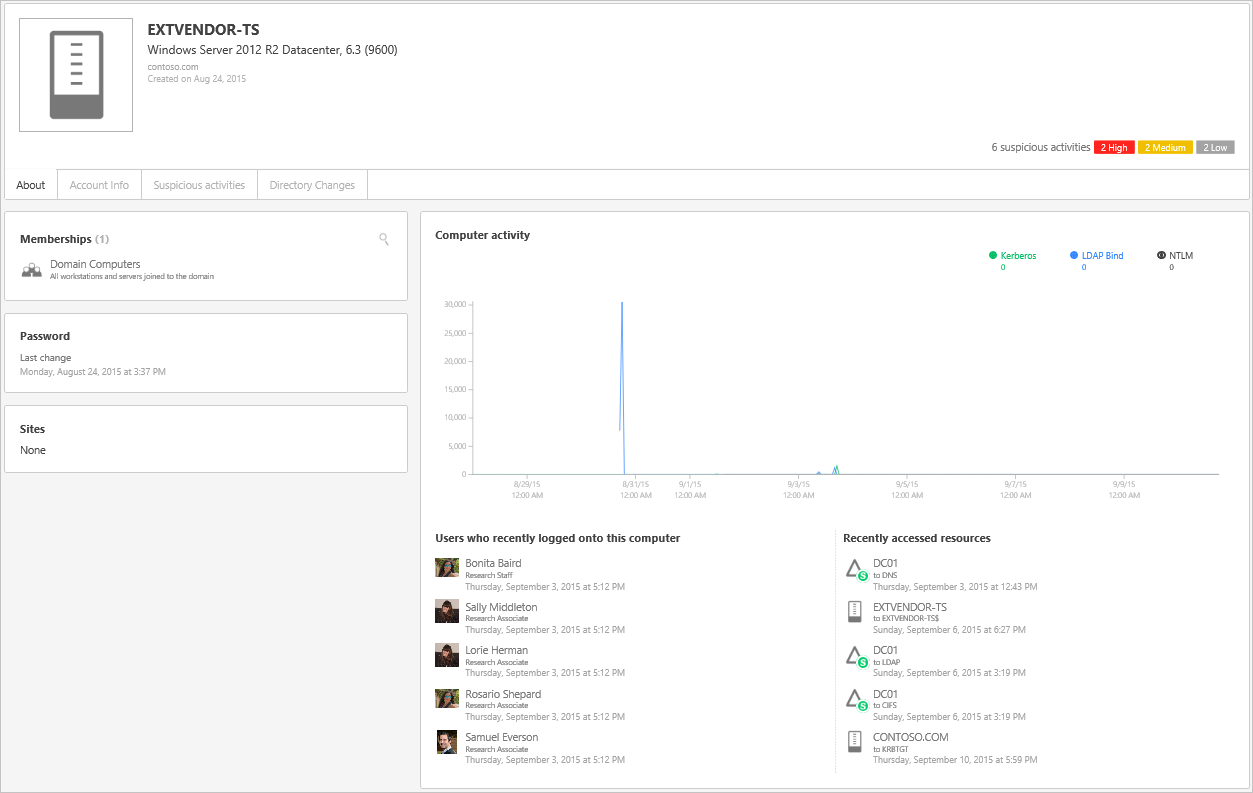 EXTVENDOR-TS
Windows Server 2012 R2 Datacenter, 6.3 (9600)
contoso.com
Created on Aug 24, 2015
6 suspicious activities 2 High 2 Medium 2 Low
About Account Info Suspicious activities Directory Changes
Memberships (1)
Domain Computers
All workstations and servers joined to the domain
Password
Last change
Monday, August 24, 2015 at 3:37 PM
Sites
None
Computer activity
Kerberos LDAP Bind NTLM
0 0 0
30,000
25,000
20,000
15,000
10,000
5,000
0
8/29/15 8/31/15 9/1/15 9/3/15 9/5/15 9/7/15 9/9/15
12:00 AM 12:00 AM 12:00 AM 12:00 AM 12:00 AM 12:00 AM 12:00 AM
Users who recently logged onto this computer
Bonita Baird
Research Staff
Thursday, September 3, 2015 at 5:12 PM
Sally Middleton
Research Associate
Thursday, September 3, 2015 at 5:12 PM
Lorie Herman
Research Associate
Thursday, September 3, 2015 at 5:12 PM
Rosario Shepard
Research Associate
Thursday, September 3, 2015 at 5:12 PM
Samuel Everson
Research Associate
Thursday, September 3, 2015 at 5:12 PM
Recently accessed resources
DC01
S to DNS
Thursday, September 3, 2015 at 12:43 PM
EXTVENDOR-TS
to EXTVENDOR-TS$
Sunday, September 6, 2015 at 6:27 PM
DC01
S to LDAP
Sunday, September 6, 2015 at 3:19 PM
DC01
S to CIFS
Sunday, September 6, 2015 at 3:19 PM
CONTOSO.COM
to KRBTGT
Thursday, September 10, 2015 at 5:59 PM